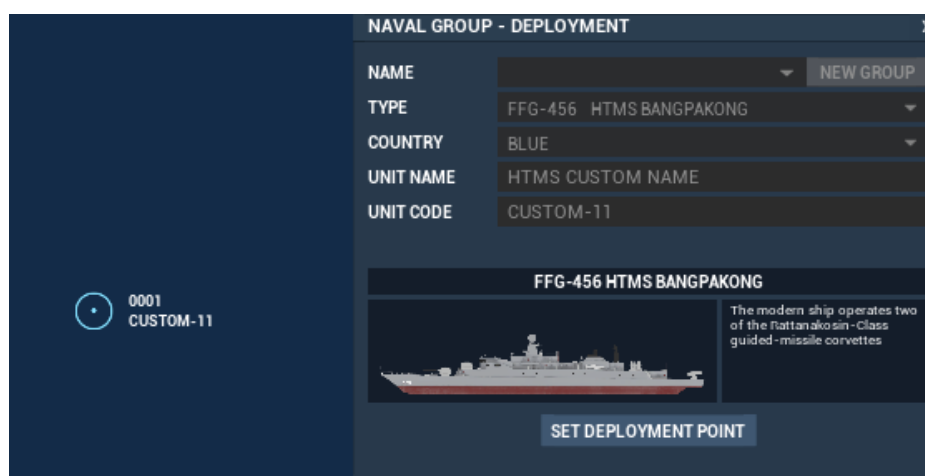 NAVAL GROUP - DEPLOYMENT
NAME
NEW GROUP
TYPE FFG-456 HTMS BANGPAKONG
COUNTRY BLUE
UNIT NAME HTMS CUSTOM NAME
UNIT CODE CUSTOM-11
0001
CUSTOM-11
FFG-456 HTMS BANGPAKONG
The modern ship operates two
of the Rattanakosin-Class
guided-missile corvettes
SET DEPLOYMENT POINT